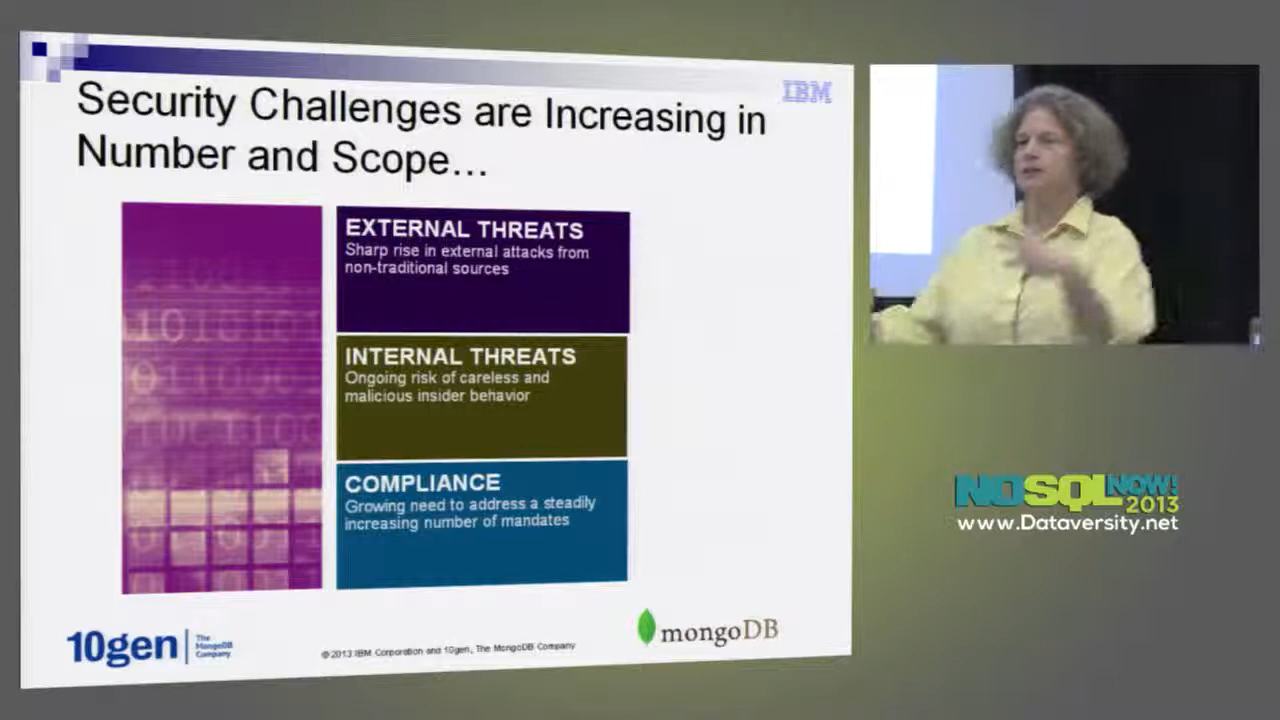 IBM
Security Challenges are Increasing in
Number and Scope...
EXTERNAL THREATS
Sharp rise in external attacks from
non-traditional sources
INTERNAL THREATS
Ongoing risk of careless and
malicious insider behavior
COMPLIANCE
Growing need to address a steadily
increasing number of mandates
10gen
The
MongoDB
Company
© 2013 IBM Corporation and 10gen, The MongoDB Company
mongoDB
NOSQL NOW!
2013
www.Dataversity.net